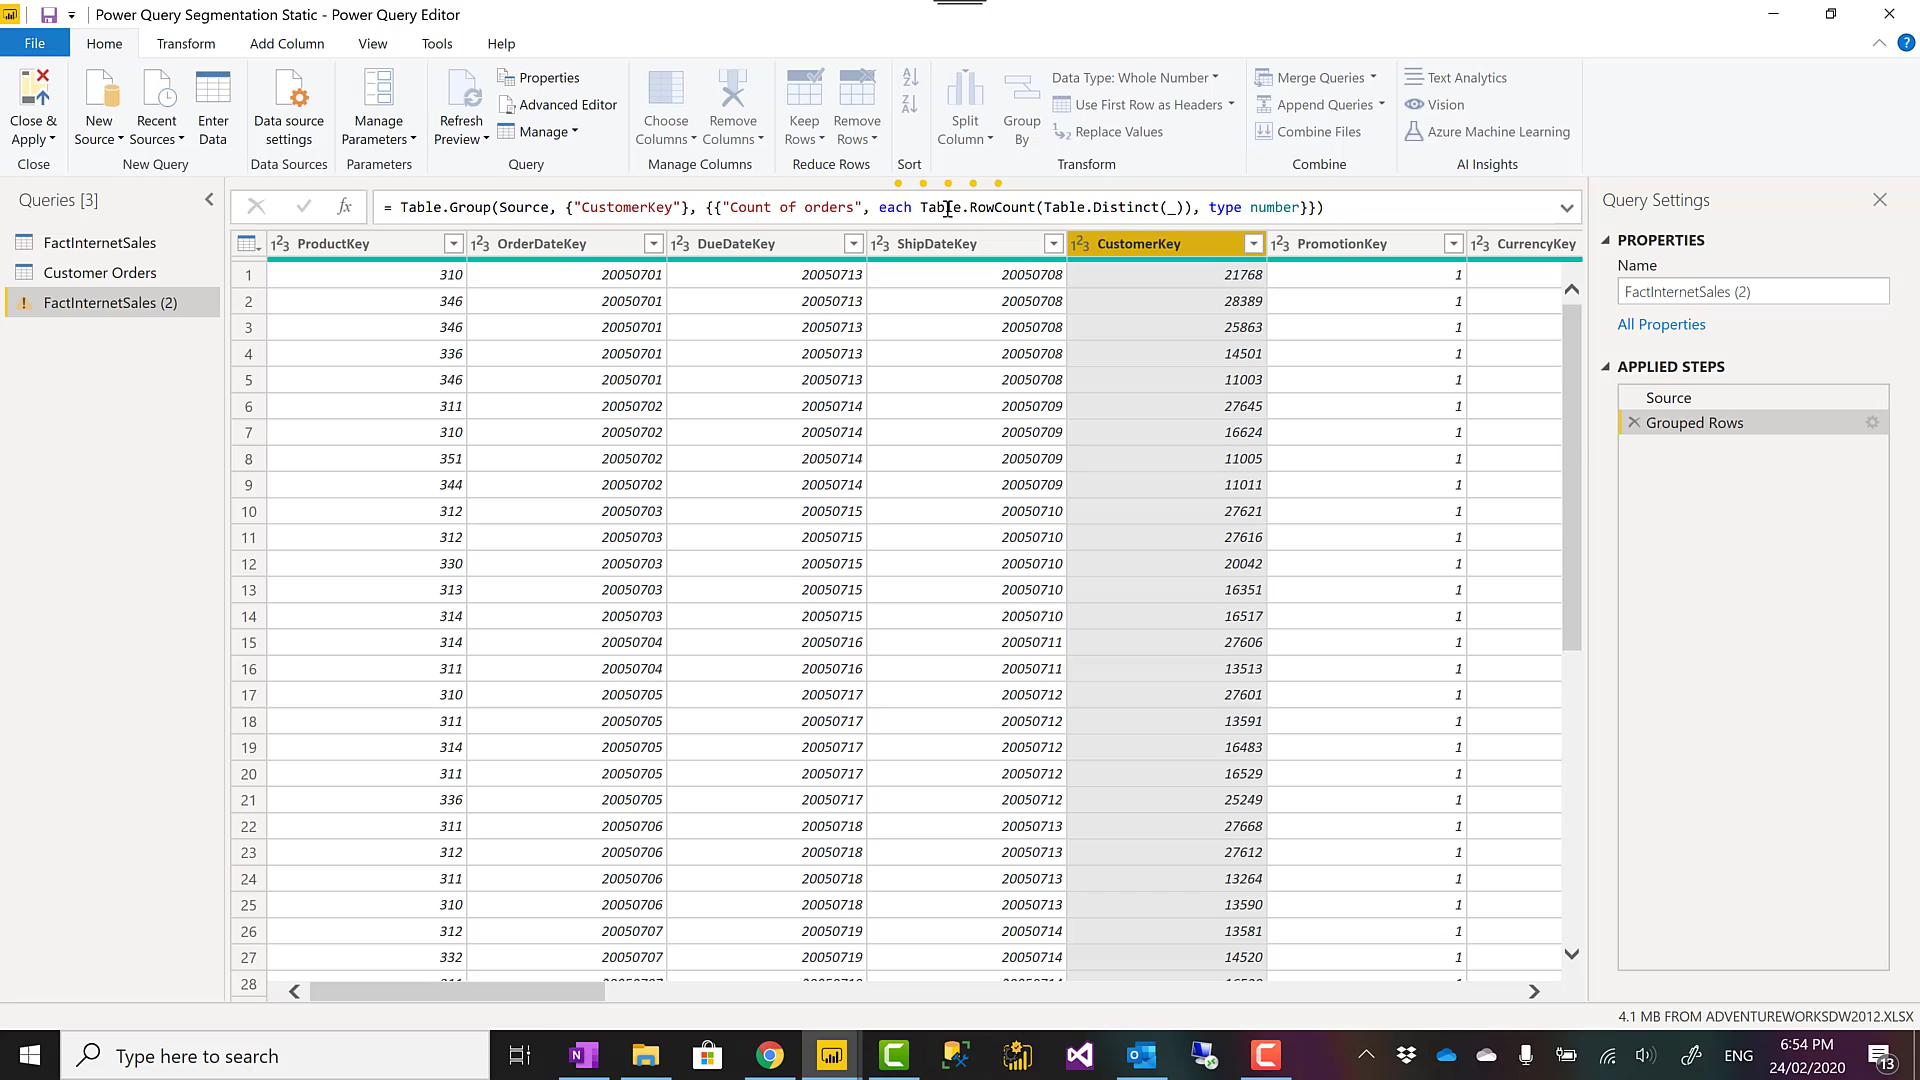 Power Query Segmentation Static - Power Query Editor
File Home Transform Add Column View Tools Help
Close & Apply
New Source
Recent Sources
Enter Data
Data source settings
Manage Parameters
Refresh Preview
Properties
Advanced Editor
Manage
Choose Columns
Remove Columns
Keep Rows
Remove Rows
Split Column
Group By
Data Type: Whole Number
Use First Row as Headers
Replace Values
Merge Queries
Append Queries
Combine Files
Text Analytics
Vision
Azure Machine Learning
Close New Query Data Sources Parameters Query Manage Columns Reduce Rows Sort Transform Combine AI Insights
Queries [3]
FactInternetSales
Customer Orders
FactInternetSales (2)
fx = Table.Group(Source, {"CustomerKey"}, {{"Count of orders", each Table.RowCount(Table.Distinct(_)), type number}})
ProductKey OrderDateKey DueDateKey ShipDateKey CustomerKey PromotionKey CurrencyKey
1 310 20050701 20050713 20050708 21768 1
2 346 20050701 20050713 20050708 28389 1
3 346 20050701 20050713 20050708 25863 1
4 336 20050701 20050713 20050708 14501 1
5 346 20050701 20050713 20050708 11003 1
6 311 20050702 20050714 20050709 27645 1
7 310 20050702 20050714 20050709 16624 1
8 351 20050702 20050714 20050709 11005 1
9 344 20050702 20050714 20050709 11011 1
10 312 20050703 20050715 20050710 27621 1
11 312 20050703 20050715 20050710 27616 1
12 330 20050703 20050715 20050710 20042 1
13 313 20050703 20050715 20050710 16351 1
14 314 20050703 20050715 20050710 16517 1
15 314 20050704 20050716 20050711 27606 1
16 311 20050704 20050716 20050711 13513 1
17 310 20050705 20050717 20050712 27601 1
18 311 20050705 20050717 20050712 13591 1
19 314 20050705 20050717 20050712 16483 1
20 311 20050705 20050717 20050712 16529 1
21 336 20050705 20050717 20050712 25249 1
22 311 20050706 20050718 20050713 27668 1
23 312 20050706 20050718 20050713 27612 1
24 311 20050706 20050718 20050713 13264 1
25 310 20050706 20050718 20050713 13590 1
26 312 20050707 20050719 20050714 13581 1
27 332 20050707 20050719 20050714 14520 1
28
Query Settings
PROPERTIES
Name
FactInternetSales (2)
All Properties
APPLIED STEPS
Source
Grouped Rows
4.1 MB FROM ADVENTUREWORKSDW2012.XLSX
Type here to search
ENG
6:54 PM
24/02/2020
13